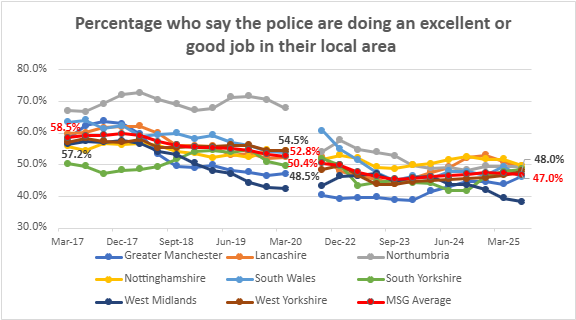 Percentage who say the police are doing an excellent or
good job in their local area
80.0%
70.0%
60.0%
50.0%
40.0%
30.0%
58.5%
57.2%
54.5%
52.8%
50.4%
48.5%
48.0%
47.0%
Mar-17 Dec-17 Sept-18 Jun-19 Mar-20 Dec-22 Sep-23 Jun-24 Mar-25
Greater Manchester Lancashire Northumbria
Nottinghamshire South Wales South Yorkshire
West Midlands West Yorkshire MSG Average